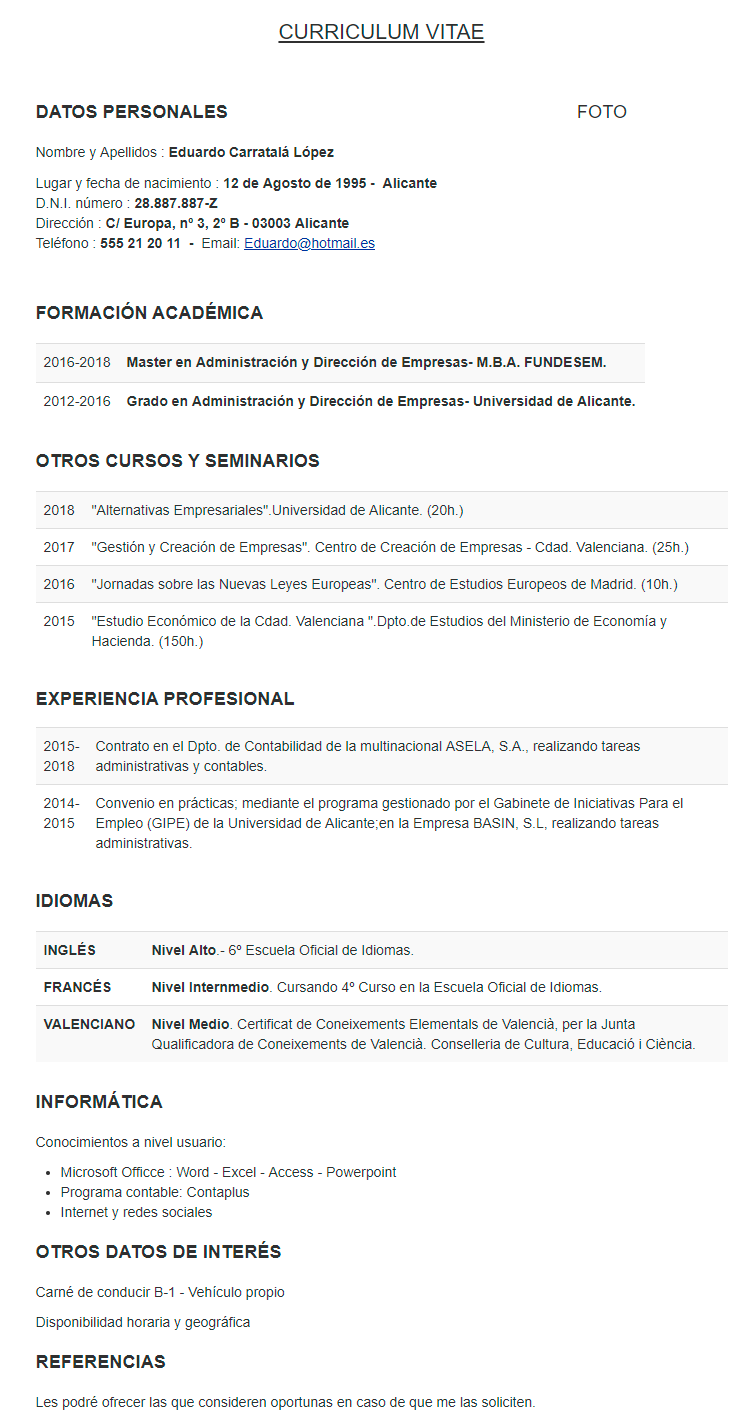 CURRICULUM VITAE
DATOS PERSONALES FOTO
Nombre y Apellidos : Eduardo Carratalá López
Lugar y fecha de nacimiento : 12 de Agosto de 1995 - Alicante
D.N.I. número : 28.887.887-Z
Dirección : C/ Europa, nº 3, 2º B - 03003 Alicante
Teléfono : 555 21 20 11 - Email: Eduardo@hotmail.es
FORMACIÓN ACADÉMICA
2016-2018 Master en Administración y Dirección de Empresas- M.B.A. FUNDESEM.
2012-2016 Grado en Administración y Dirección de Empresas- Universidad de Alicante.
OTROS CURSOS Y SEMINARIOS
2018 "Alternativas Empresariales".Universidad de Alicante. (20h.)
2017 "Gestión y Creación de Empresas". Centro de Creación de Empresas - Cdad. Valenciana. (25h.)
2016 "Jornadas sobre las Nuevas Leyes Europeas". Centro de Estudios Europeos de Madrid. (10h.)
2015 "Estudio Económico de la Cdad. Valenciana ".Dpto.de Estudios del Ministerio de Economía y
Hacienda. (150h.)
EXPERIENCIA PROFESIONAL
2015- Contrato en el Dpto. de Contabilidad de la multinacional ASELA, S.A., realizando tareas
2018 administrativas y contables.
2014- Convenio en prácticas; mediante el programa gestionado por el Gabinete de Iniciativas Para el
2015 Empleo (GIPE) de la Universidad de Alicante;en la Empresa BASIN, S.L, realizando tareas
administrativas.
IDIOMAS
INGLÉS Nivel Alto.- 6º Escuela Oficial de Idiomas.
FRANCÉS Nivel Internmedio. Cursando 4º Curso en la Escuela Oficial de Idiomas.
VALENCIANO Nivel Medio. Certificat de Coneixements Elementals de Valencià, per la Junta
Qualificadora de Coneixements de Valencià. Conselleria de Cultura, Educació i Ciència.
INFORMÁTICA
Conocimientos a nivel usuario:
• Microsoft Officce : Word - Excel - Access - Powerpoint
• Programa contable: Contaplus
• Internet y redes sociales
OTROS DATOS DE INTERÉS
Carné de conducir B-1 - Vehículo propio
Disponibilidad horaria y geográfica
REFERENCIAS
Les podré ofrecer las que consideren oportunas en caso de que me las soliciten.